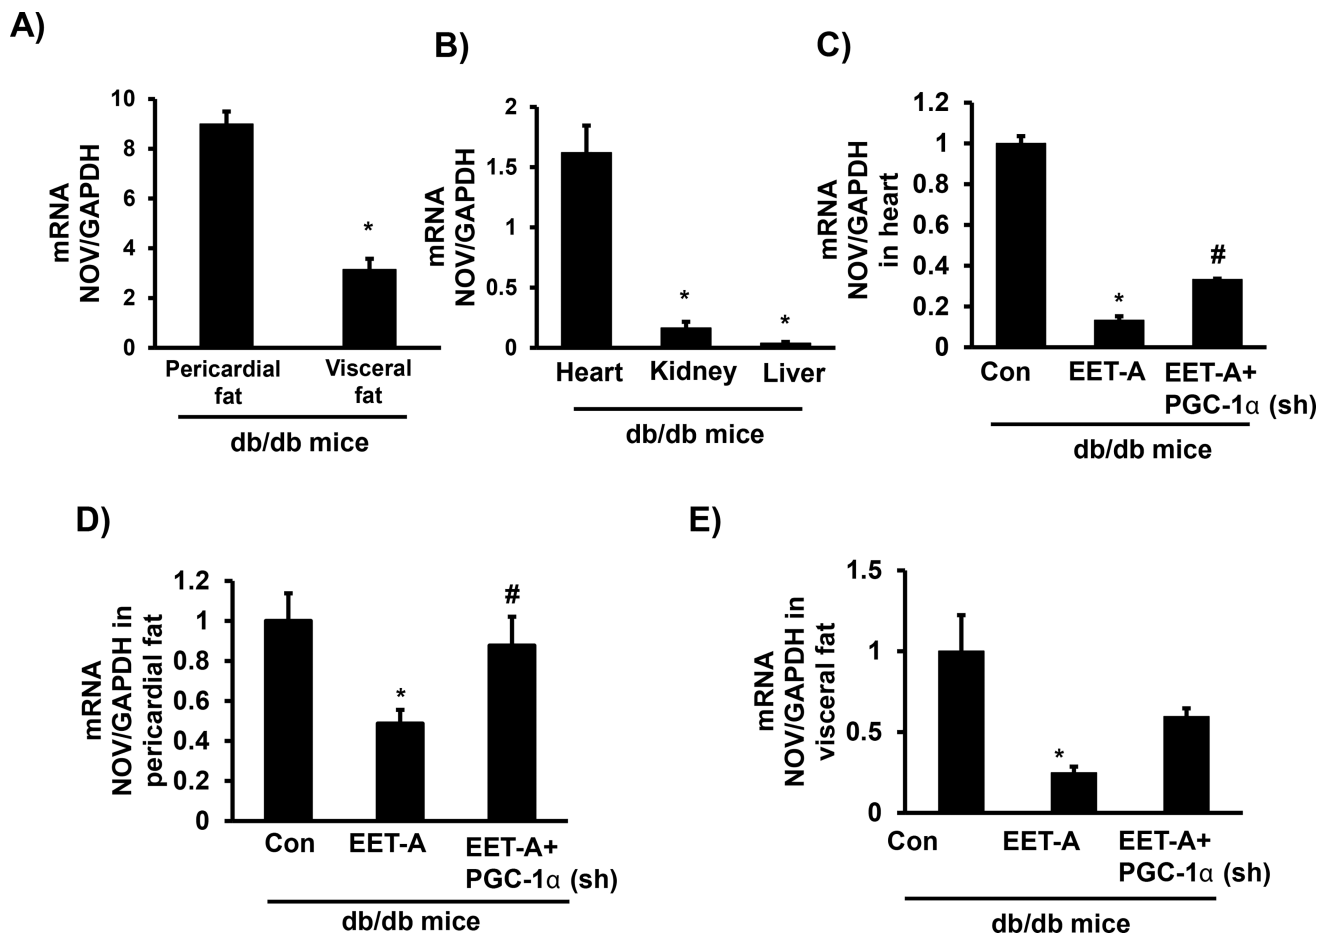 A)
mRNA
NOV/GAPDH
10
8
6
4
2
0
*
Pericardial
fat
Visceral
fat
db/db mice
B)
mRNA
NOV/GAPDH
2
1.5
1
0.5
0
*
*
Heart
Kidney
Liver
db/db mice
C)
mRNA
NOV/GAPDH
in heart
1.2
1
0.8
0.6
0.4
0.2
0
*
#
Con
EET-A
EET-A+
PGC-1α (sh)
db/db mice
D)
mRNA
NOV/GAPDH in
pericardial fat
1.2
1
0.8
0.6
0.4
0.2
0
*
#
Con
EET-A
EET-A+
PGC-1α (sh)
db/db mice
E)
mRNA
NOV/GAPDH in
visceral fat
1.5
1
0.5
0
*
Con
EET-A
EET-A+
PGC-1α (sh)
db/db mice